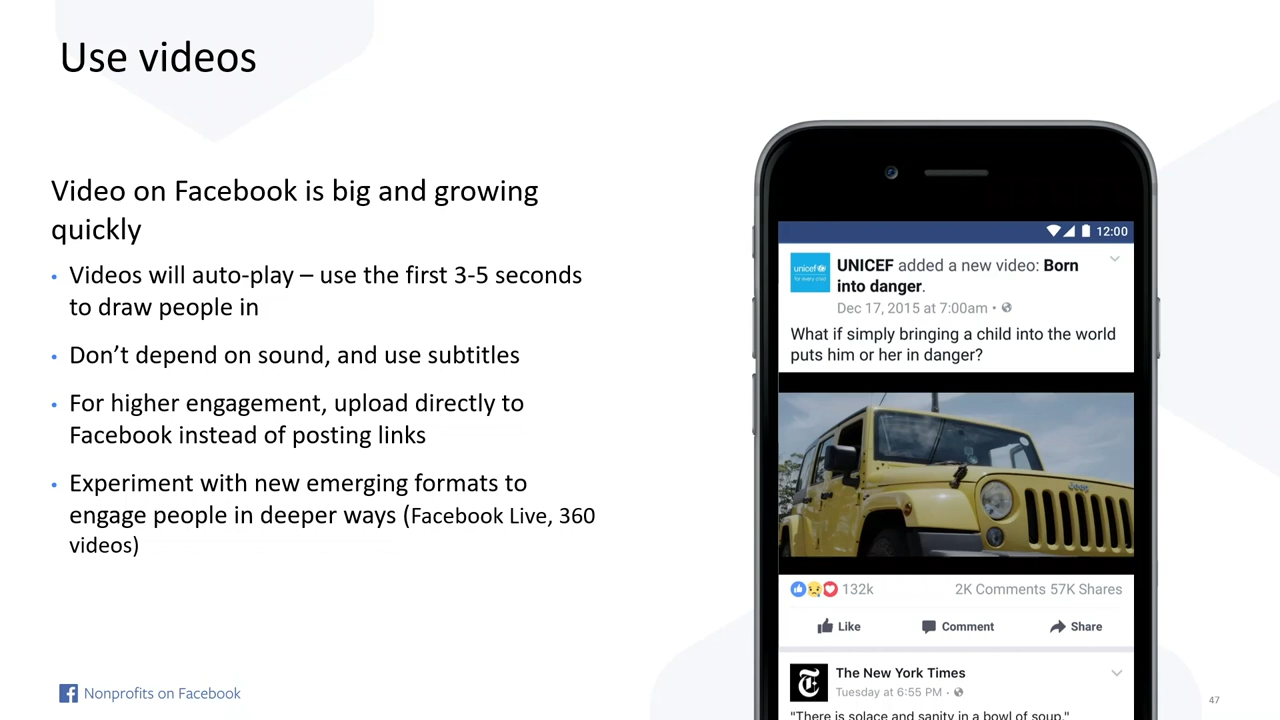 Use videos
Video on Facebook is big and growing
quickly
• Videos will auto-play – use the first 3-5 seconds
to draw people in
• Don’t depend on sound, and use subtitles
• For higher engagement, upload directly to
Facebook instead of posting links
• Experiment with new emerging formats to
engage people in deeper ways (Facebook Live, 360
videos)
Nonprofits on Facebook
12:00
unicef
for every child
UNICEF added a new video: Born
into danger.
Dec 17, 2015 at 7:00am •
What if simply bringing a child into the world
puts him or her in danger?
Jeep
132k 2K Comments 57K Shares
Like Comment Share
The New York Times
Tuesday at 6:55 PM •
"There is solace and sanity in a bowl of soup."
47